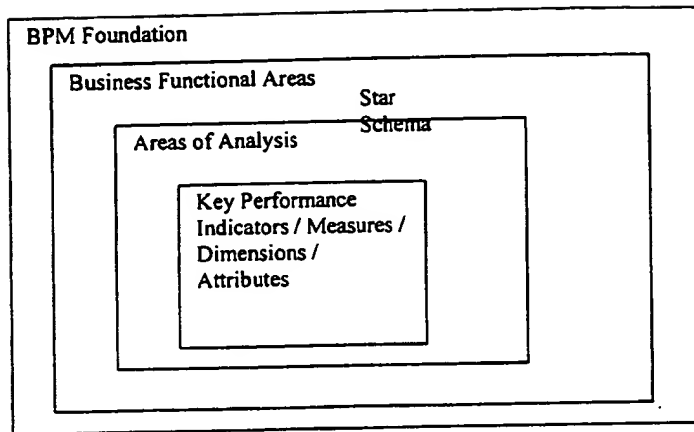 BPM Foundation
Business Functional Areas
Star
Schema
Areas of Analysis
Key Performance
Indicators / Measures /
Dimensions /
Attributes